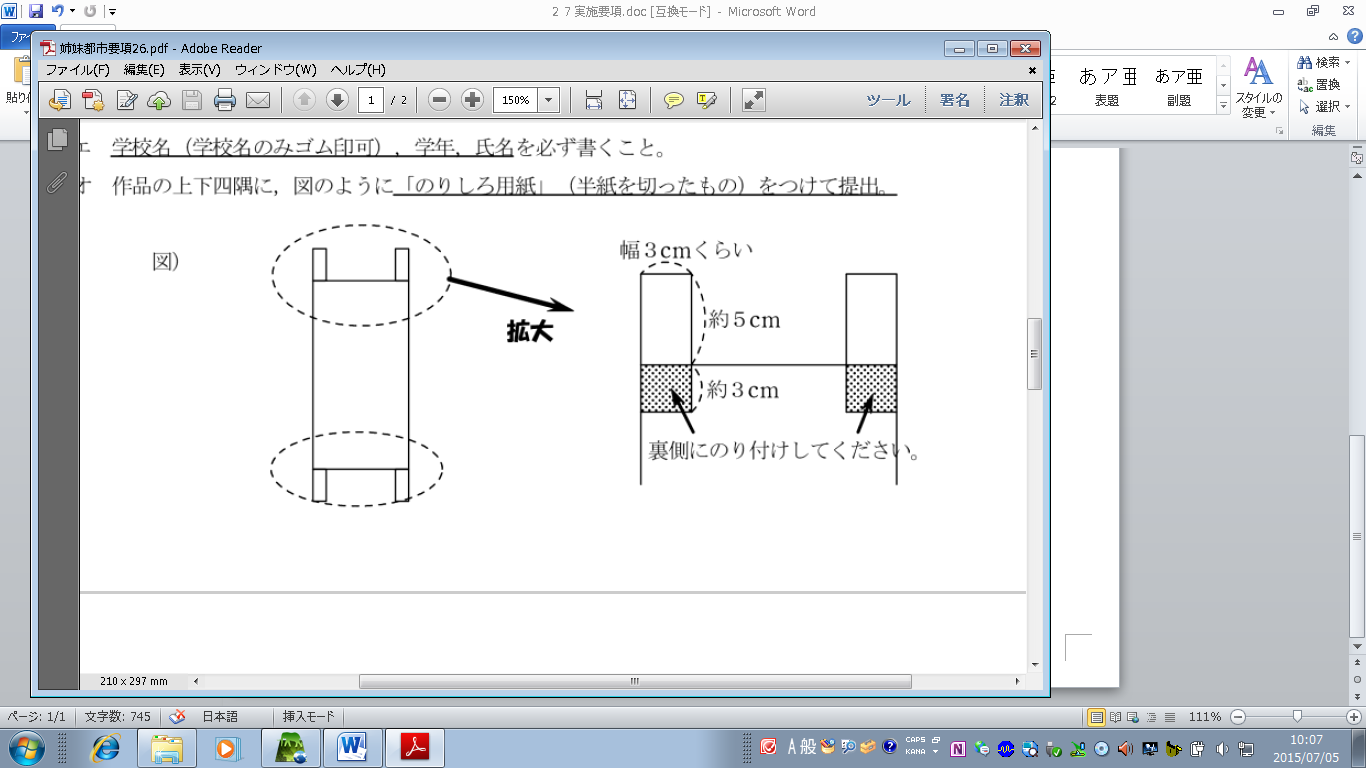 ２７実施要項.doc [互換モード] - Microsoft Word
姉妹都市要項26.pdf - Adobe Reader
ファイル(F) 編集(E) 表示(V) ウィンドウ(W) ヘルプ(H)
1 / 2 150% ツール 署名 注釈
あア亜 あア亜
表題 副題
スタイルの変更
検索
置換
選択
編集
エ 学校名（学校名のみゴム印可），学年，氏名を必ず書くこと。
オ 作品の上下四隅に，図のように「のりしろ用紙」（半紙を切ったもの）をつけて提出。
図）
拡大
幅３cmくらい
約５cm
約３cm
裏側にのり付けしてください。
210 x 297 mm
ページ: 1/1 文字数: 745 日本語 挿入モード 111%
A 般 CAPS KANA
10:07
2015/07/05